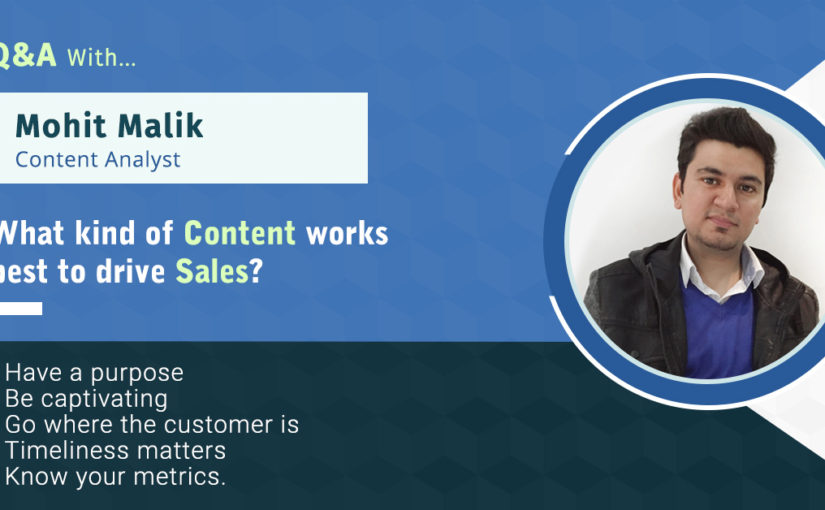 Q&A With...
Mohit Malik
Content Analyst
What kind of Content works
best to drive Sales?
Have a purpose
Be captivating
Go where the customer is
Timeliness matters
Know your metrics.